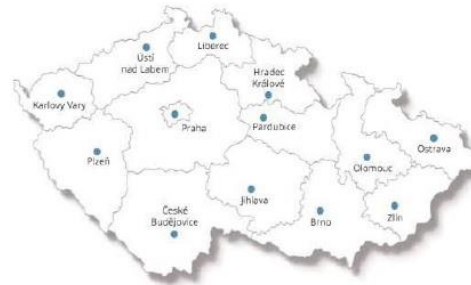 Liberec
Ústí
nad Labem
Hradec
Králové
Karlovy Vary
Praha
Pardubice
Ostrava
Plzeň
Olomouc
Jihlava
České
Budějovice
Brno
Zlín